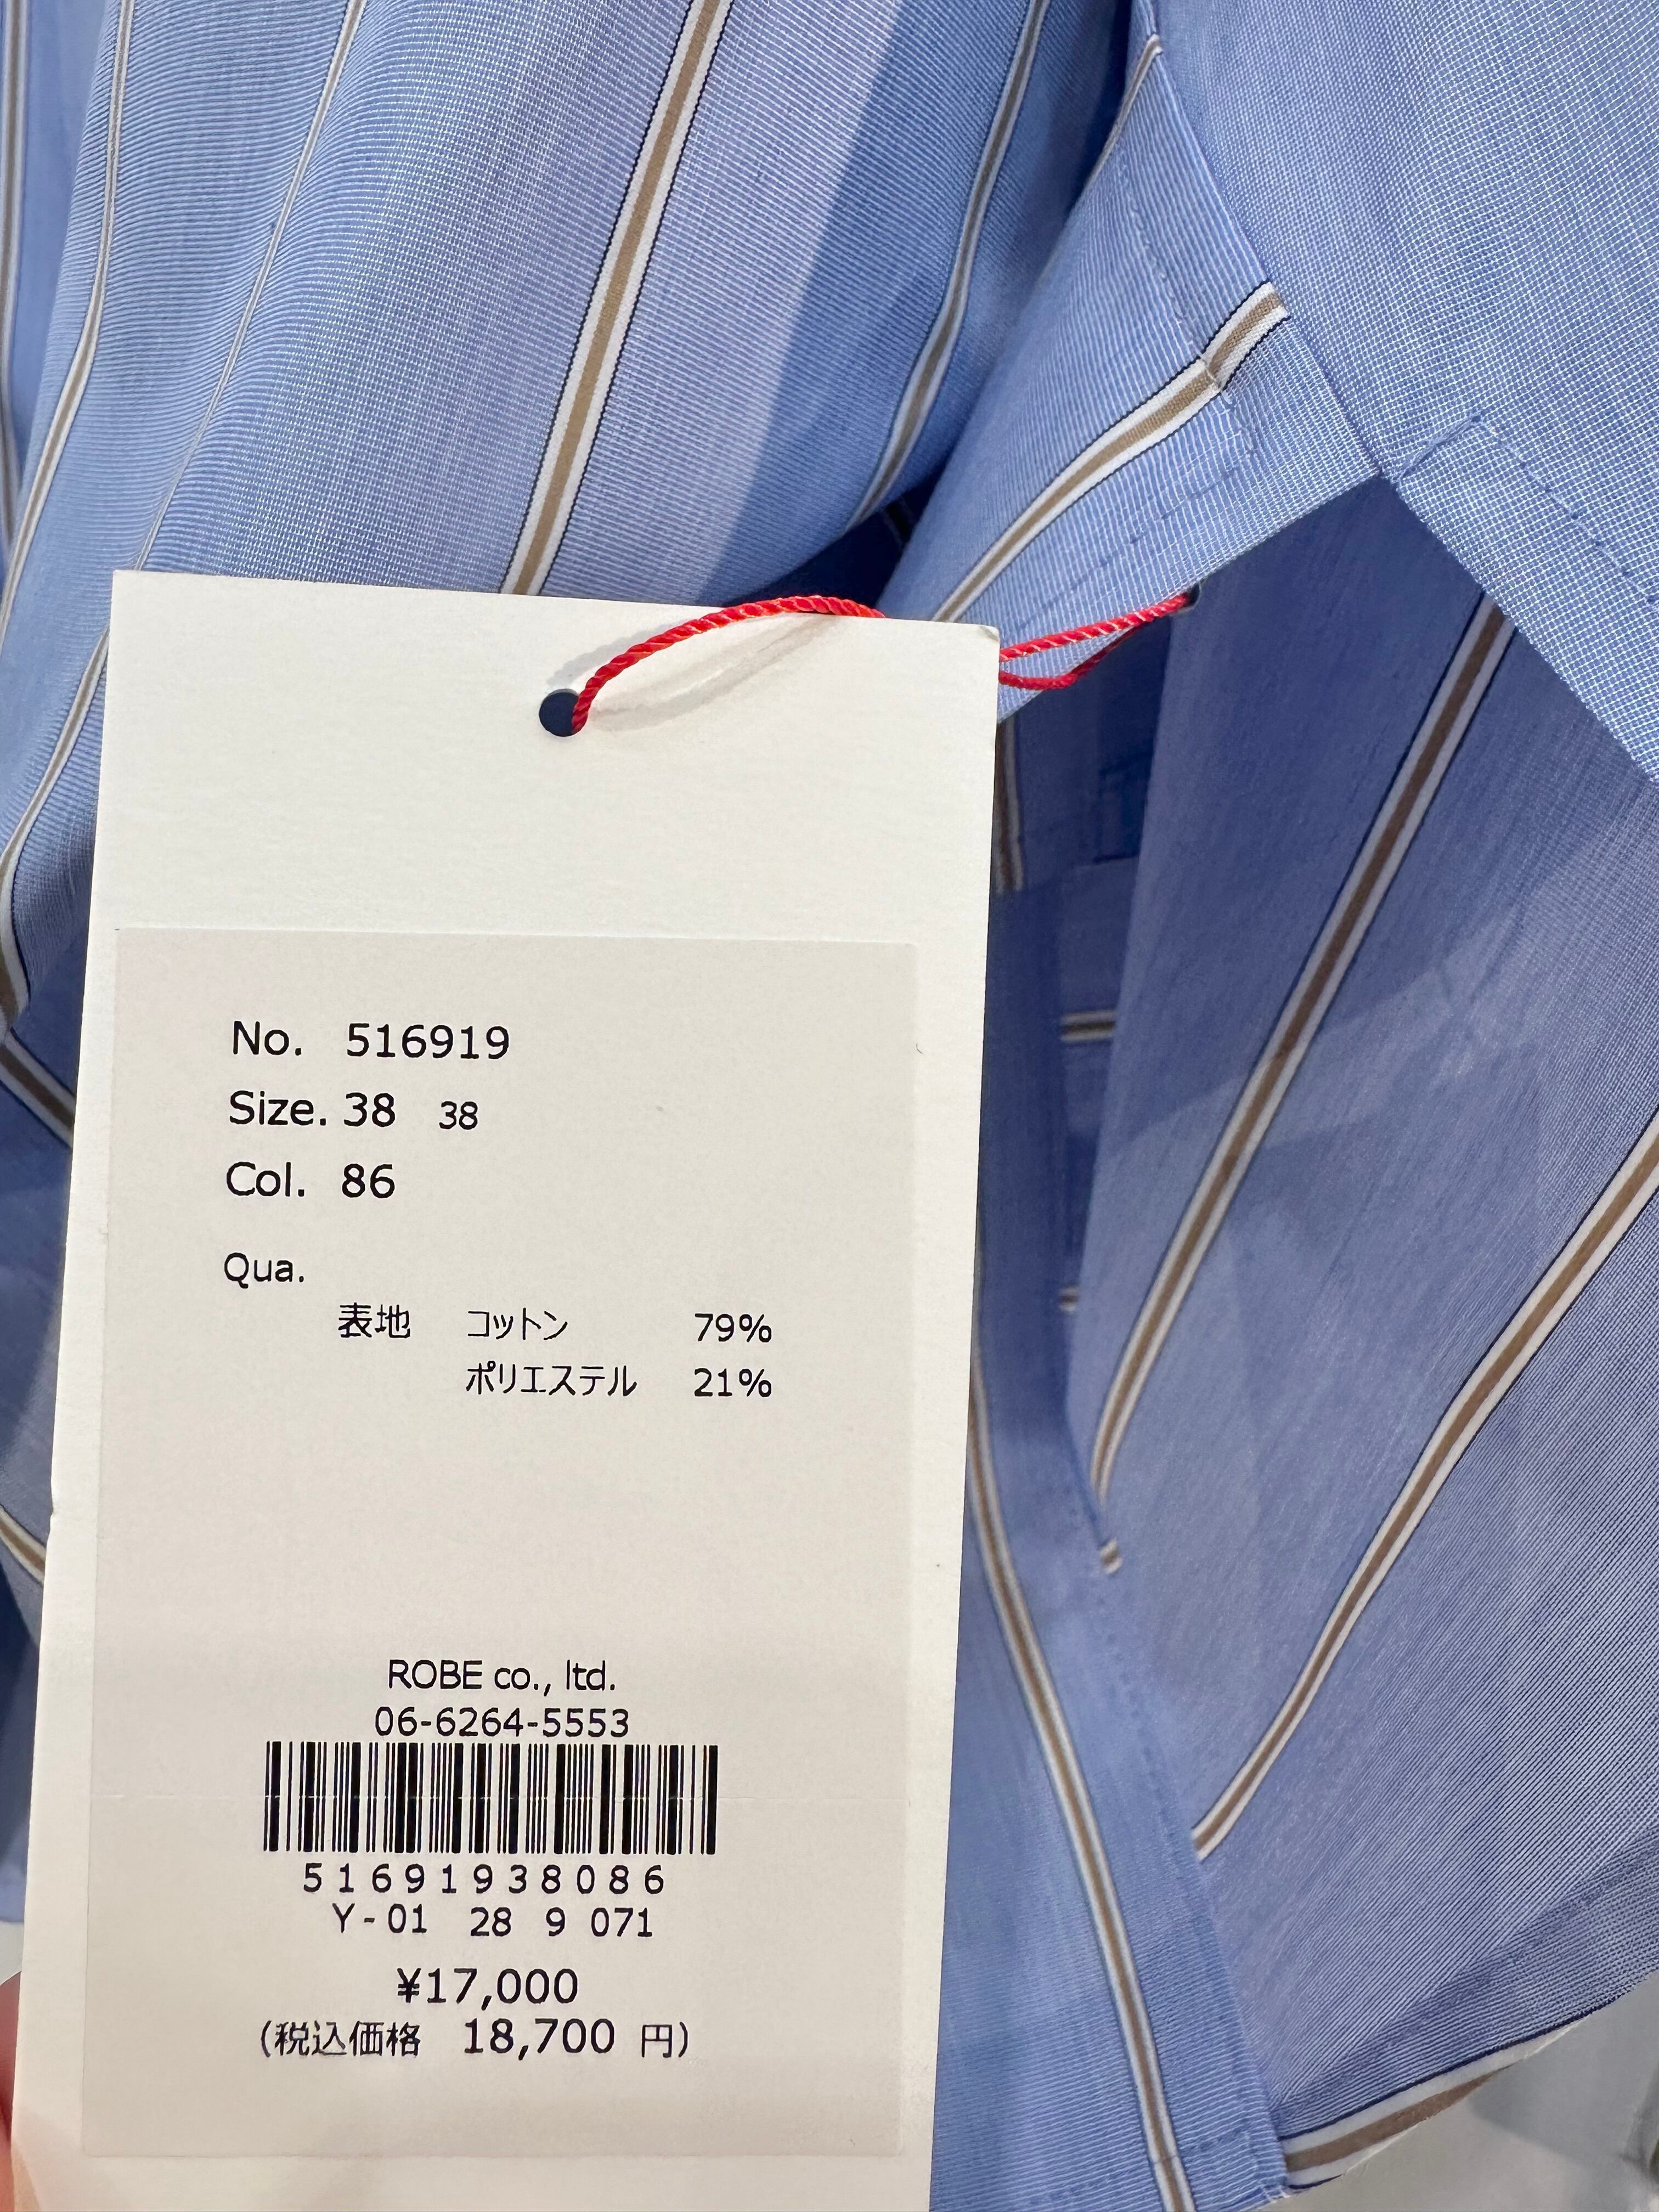 No. 516919
Size. 38 38
Col. 86
Qua.
表地 コットン 79%
ポリエステル 21%
ROBE co., ltd.
06-6264-5553
51691938086
Y-01 28 9 071
¥17,000
(税込価格 18,700 円)